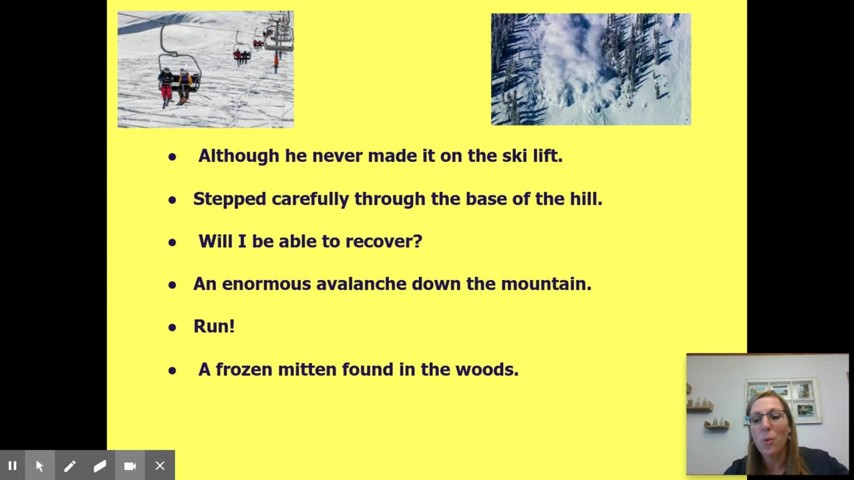 Although he never made it on the ski lift.
Stepped carefully through the base of the hill.
Will I be able to recover?
An enormous avalanche down the mountain.
Run!
A frozen mitten found in the woods.